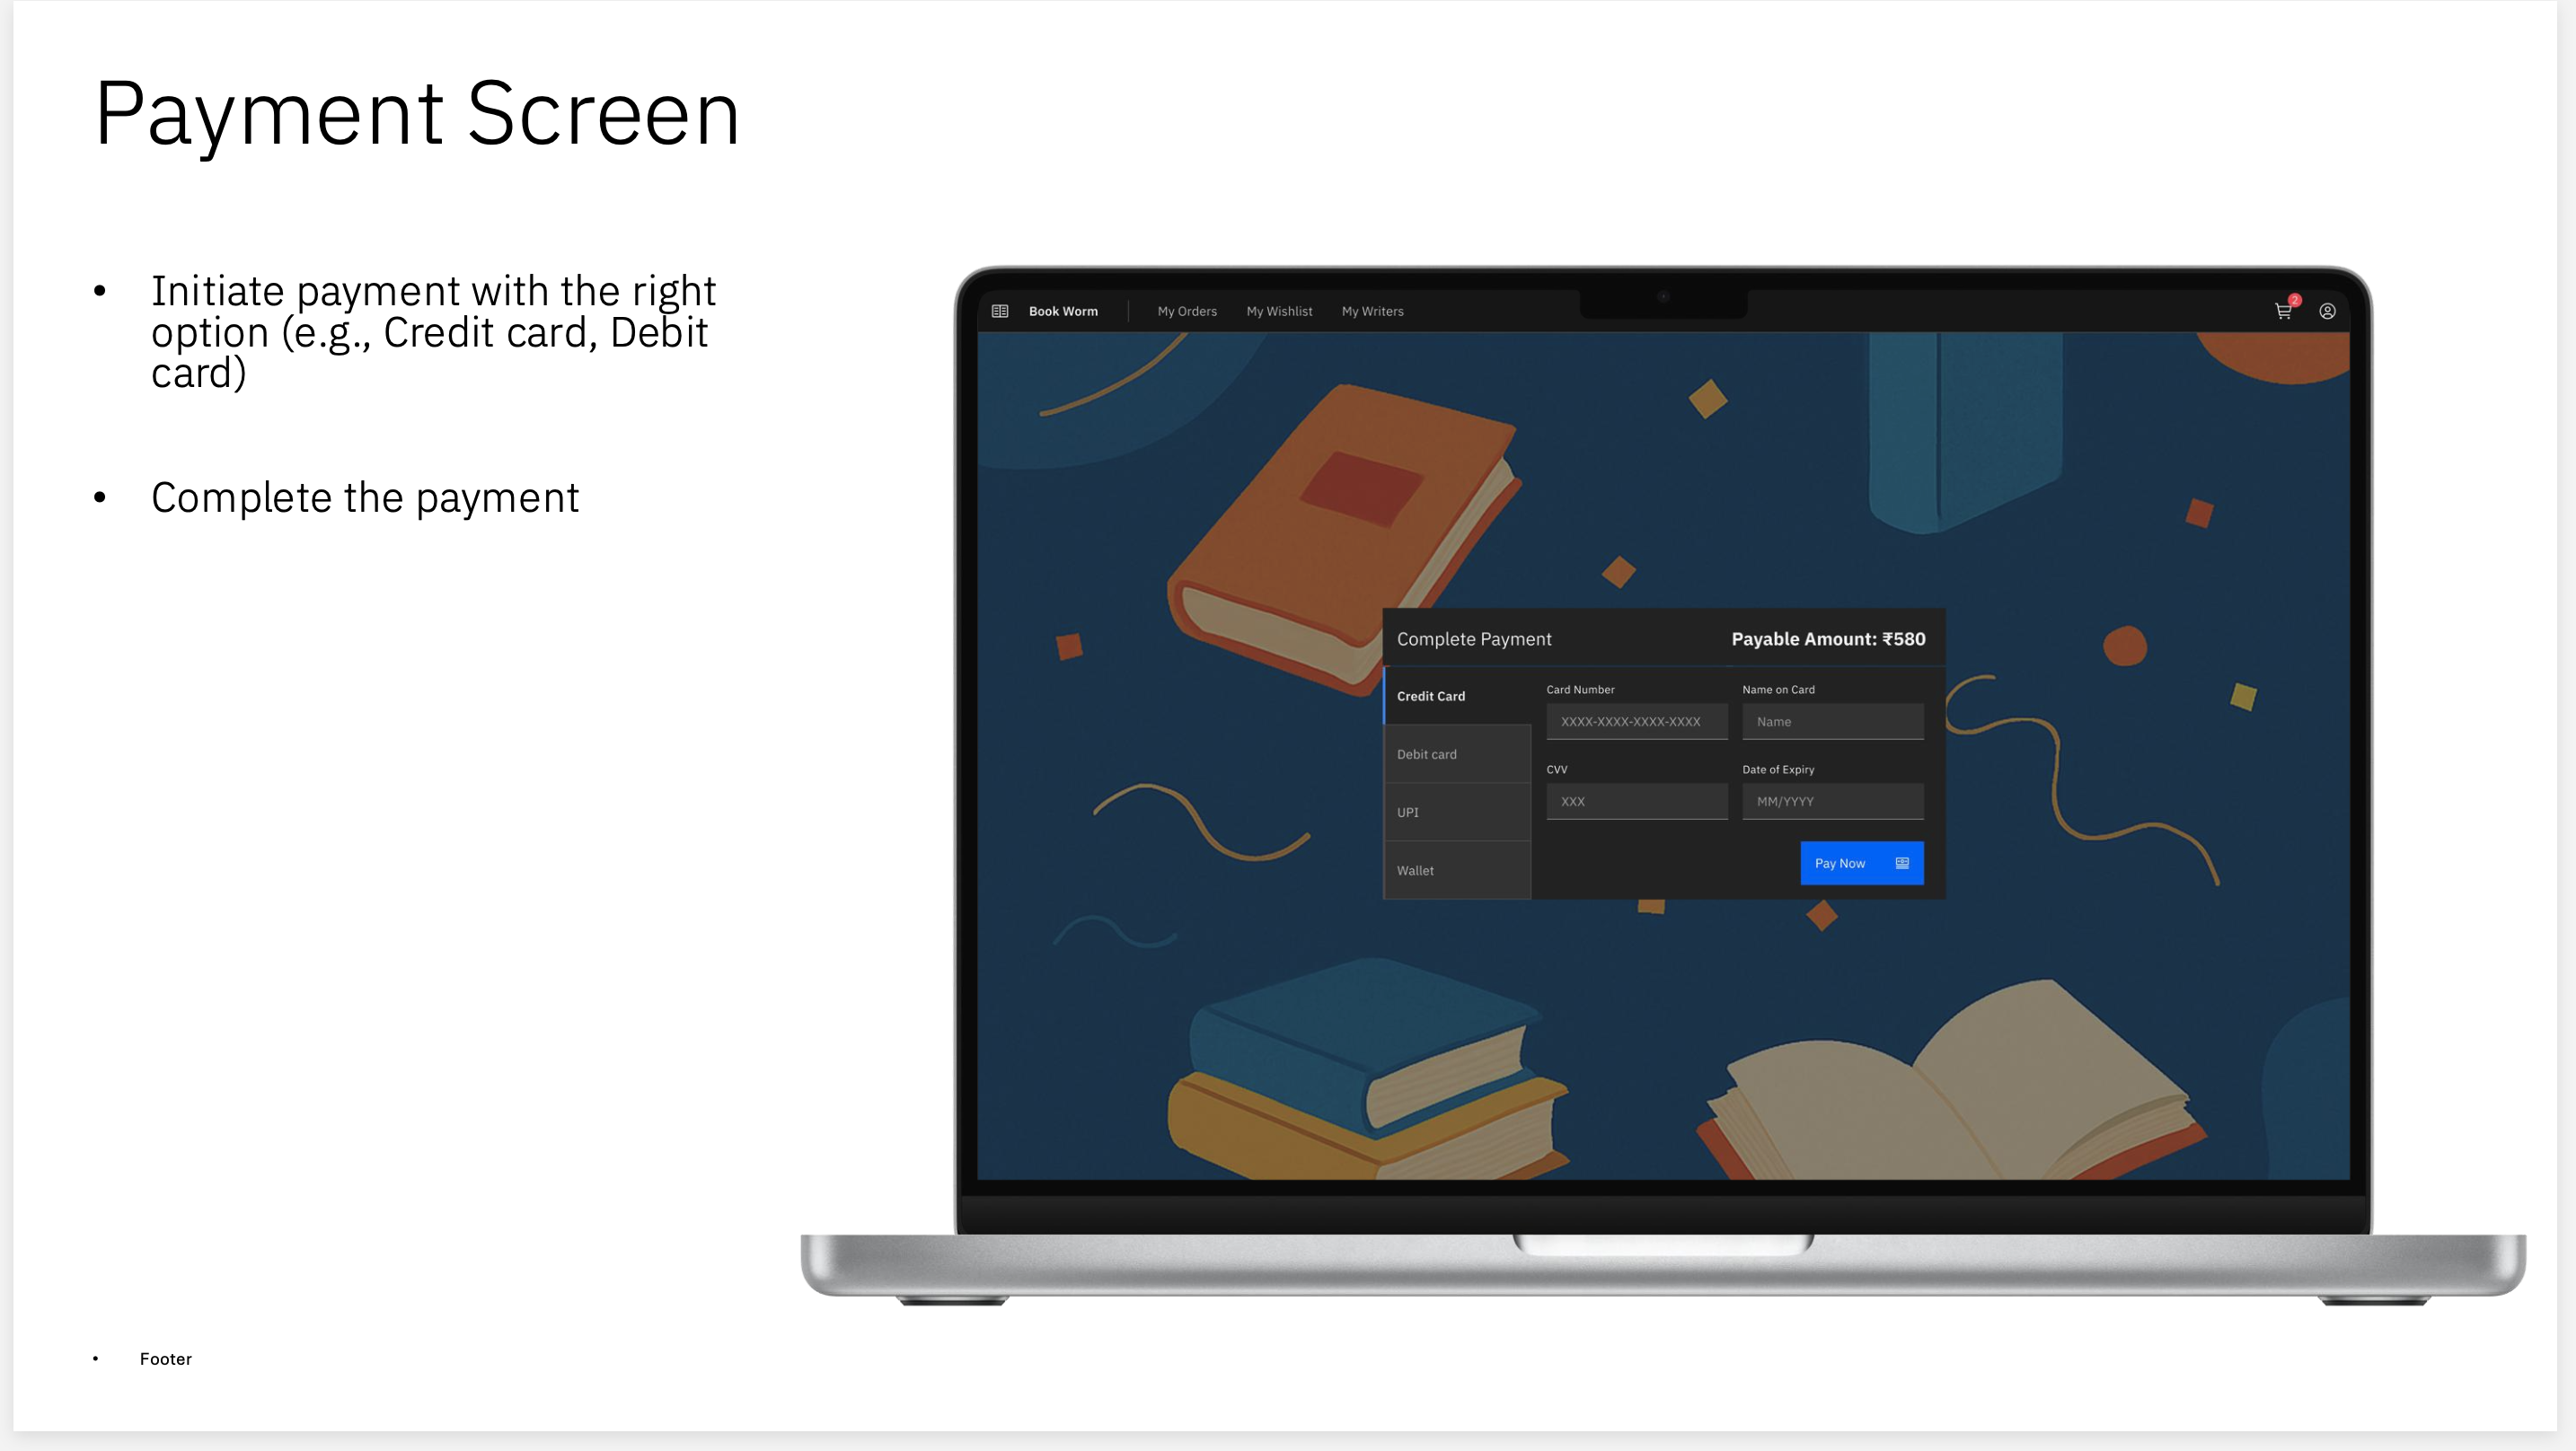 Payment Screen
• Initiate payment with the right
option (e.g., Credit card, Debit
card)
• Complete the payment
Book Worm
My Orders
My Wishlist
My Writers
2
Complete Payment
Payable Amount: ₹580
Credit Card
Debit card
UPI
Wallet
Card Number
Name on Card
XXXX-XXXX-XXXX-XXXX
Name
CVV
Date of Expiry
XXX
MM/YYYY
Pay Now
• Footer